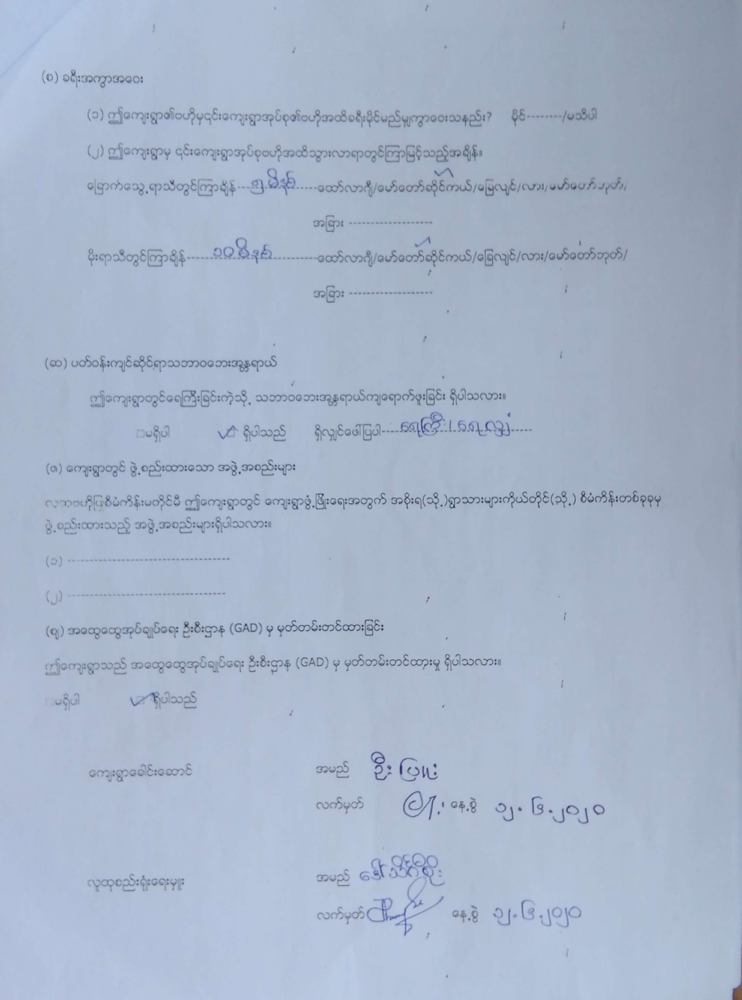 (စ) ခရီးအကွာအဝေး
(၁) ဤကျေးရွာ၏ဗဟိုမှ၎င်းကျေးရွာအုပ်စု၏ဗဟိုအထိခရီးမိုင်မည်မျှကွာဝေးသနည်း? မိုင်---------/မသိပါ
(၂) ဤကျေးရွာမှ ၎င်းကျေးရွာအုပ်စုဗဟိုအထိသွားလာရာတွင်ကြာမြင့်သည့်အချိန်။
ခြောက်သွေ့ရာသီတွင်ကြာချိန်---၅ မိနစ်------ထော်လာဂျီ/မော်တော်ဆိုင်ကယ်/ခြေလျင်/လား/မော်တော်ဘုတ်/
အခြား -------------------
မိုးရာသီတွင်ကြာချိန်------၁၀ မိနစ်----------ထော်လာဂျီ/မော်တော်ဆိုင်ကယ်/ခြေလျင်/လား/မော်တော်ဘုတ်/
အခြား -------------------
(ဆ) ပတ်ဝန်းကျင်ဆိုင်ရာသဘာဝဘေးအန္တရာယ်
ဤကျေးရွာတွင်ရေကြီးခြင်းကဲ့သို့ သဘာဝဘေးအန္တရာယ်ကျရောက်ဖူးခြင်း ရှိပါသလား။
□မရှိပါ ✓□ ရှိပါသည် ရှိလျှင်ဖေါ်ပြပါ----ရေကြီး၊ ရေလျှံ-----
(ဇ) ကျေးရွာတွင် ဖွဲ့စည်းထားသော အဖွဲ့အစည်းများ
လူထုဗဟိုပြုစီမံကိန်းမတိုင်မီ ဤကျေးရွာတွင် ကျေးရွာဖွံ့ဖြိုးရေးအတွက် အစိုးရ(သို့)ရွာသားများကိုယ်တိုင်(သို့) စီမံကိန်းတစ်ခုခုမှ
ဖွဲ့စည်းထားသည့် အဖွဲ့အစည်းများရှိပါသလား။
(၁) -------------------------------------
(၂) ------------------------------------
(ဈ) အထွေထွေအုပ်ချုပ်ရေး ဦးစီးဌာန (GAD) မှ မှတ်တမ်းတင်ထားခြင်း
ဤကျေးရွာသည် အထွေထွေအုပ်ချုပ်ရေး ဦးစီးဌာန (GAD) မှ မှတ်တမ်းတင်ထားမှု ရှိပါသလား။
□မရှိပါ ✓□ ရှိပါသည်
ကျေးရွာခေါင်းဆောင် အမည် ဦးဖြူး
လက်မှတ် နေ့စွဲ ၁၂.၆.၂၀၂၀
လူထုစည်းရုံးရေးမှူး အမည် ဒေါ်
လက်မှတ် နေ့စွဲ ၁၂.၆.၂၀၂၀